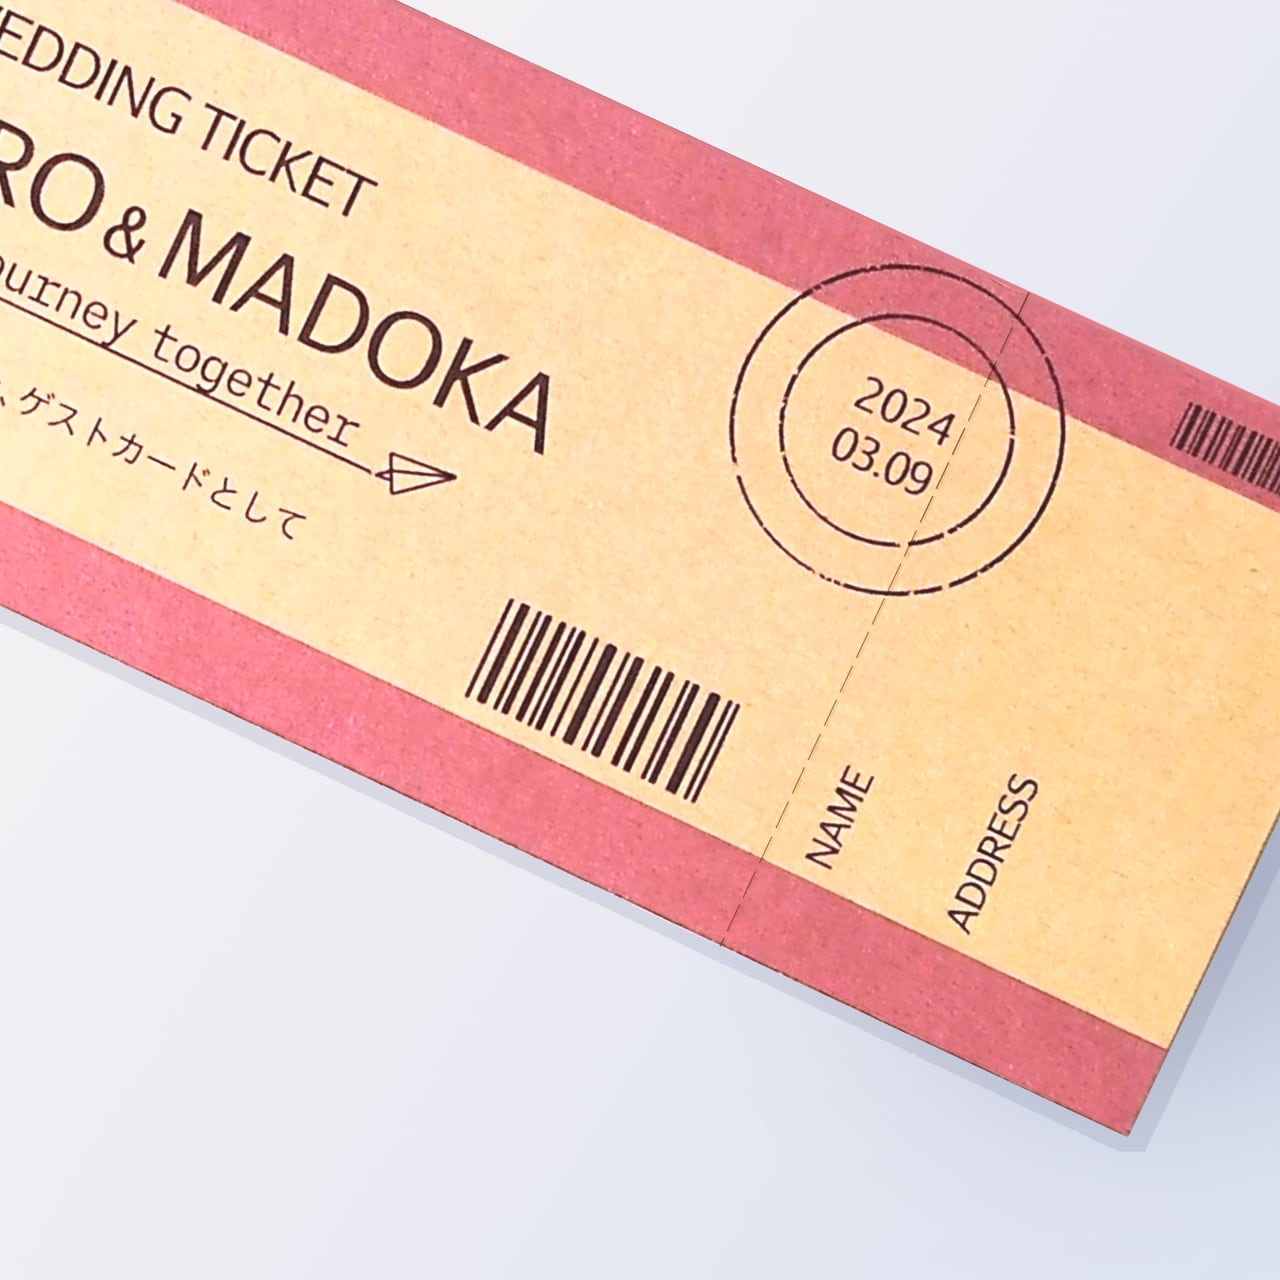 WEDDING TICKET
RO & MADOKA
ourney together
、ゲストカードとして
2024
03.09
NAME
ADDRESS